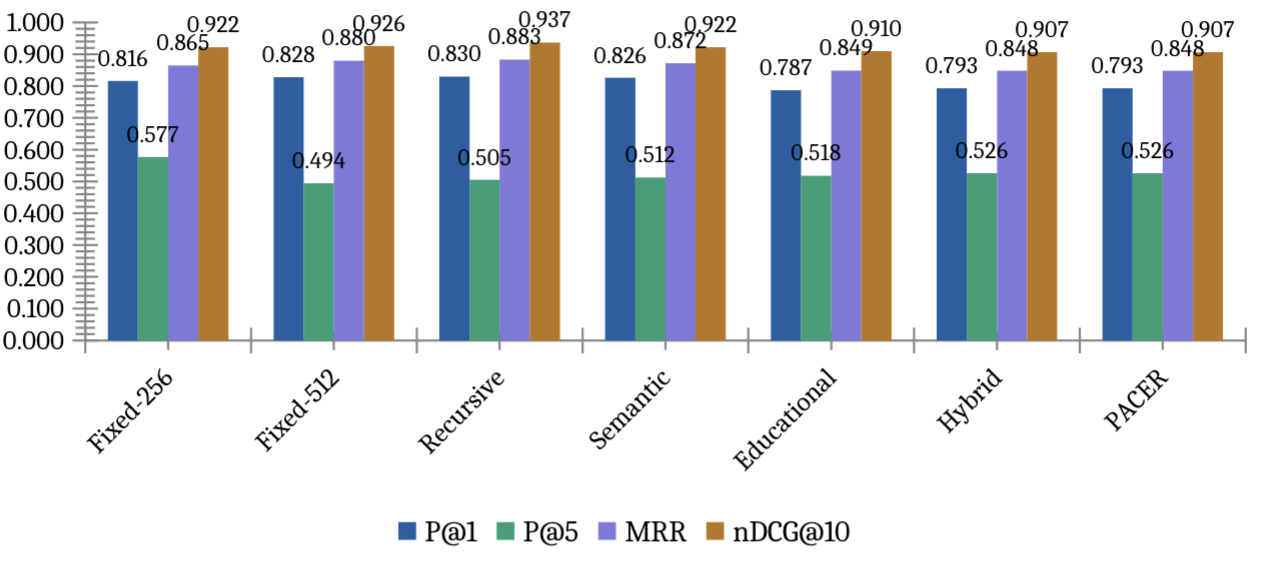 1.000
0.900
0.800
0.700
0.600
0.500
0.400
0.300
0.200
0.100
0.000
0.816 0.577 0.865 0.922
0.828 0.494 0.880 0.926
0.830 0.505 0.883 0.937
0.826 0.512 0.872 0.922
0.787 0.518 0.849 0.910
0.793 0.526 0.848 0.907
0.793 0.526 0.848 0.907
Fixed-256
Fixed-512
Recursive
Semantic
Educational
Hybrid
PACER
P@1 P@5 MRR nDCG@10